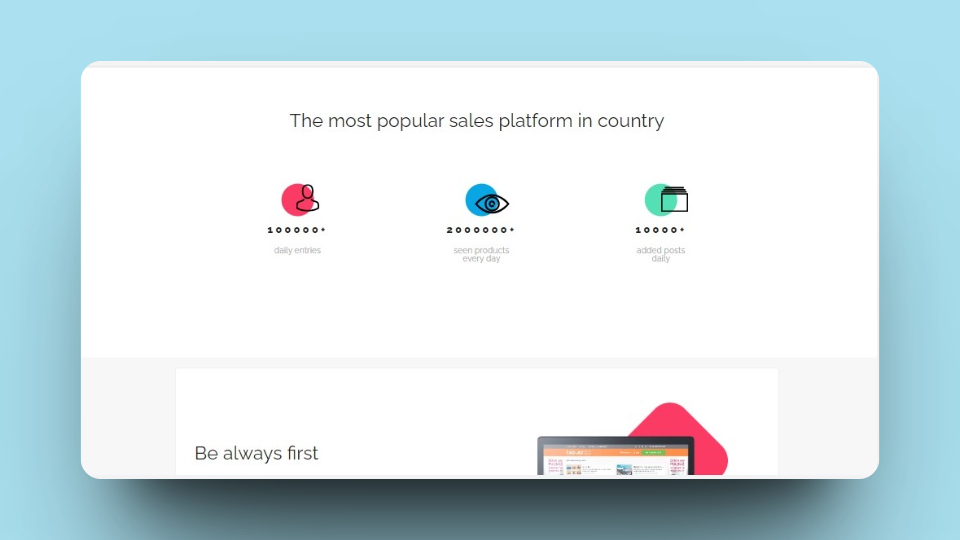 The most popular sales platform in country
100000+
2000000+
10000+
daily entries
seen products
every day
added posts
daily
Be always first